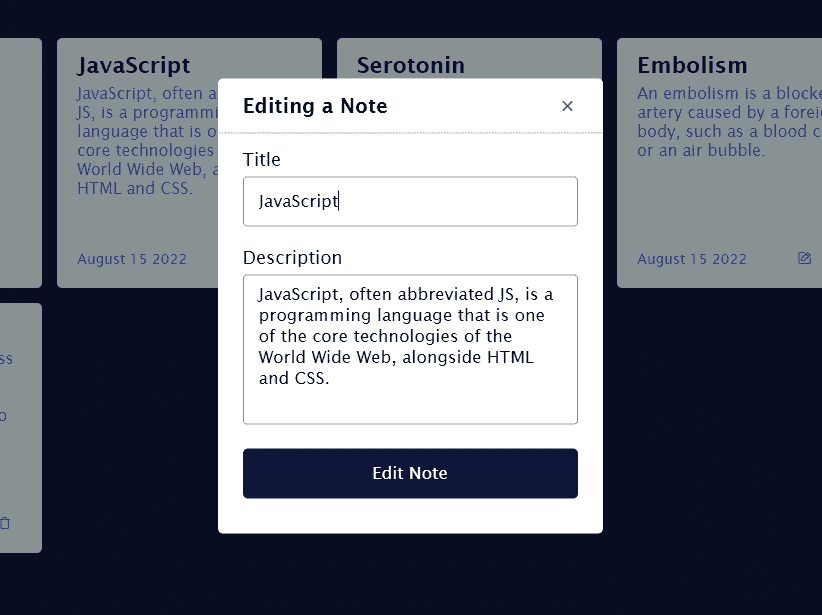 JavaScript
JavaScript, often a
JS, is a programmi
language that is o
core technologies
World Wide Web, a
HTML and CSS.
August 15 2022
Serotonin
Embolism
An embolism is a blocke
artery caused by a forei
body, such as a blood c
or an air bubble.
August 15 2022
ss
o
Editing a Note
Title
JavaScript
Description
JavaScript, often abbreviated JS, is a
programming language that is one
of the core technologies of the
World Wide Web, alongside HTML
and CSS.
Edit Note